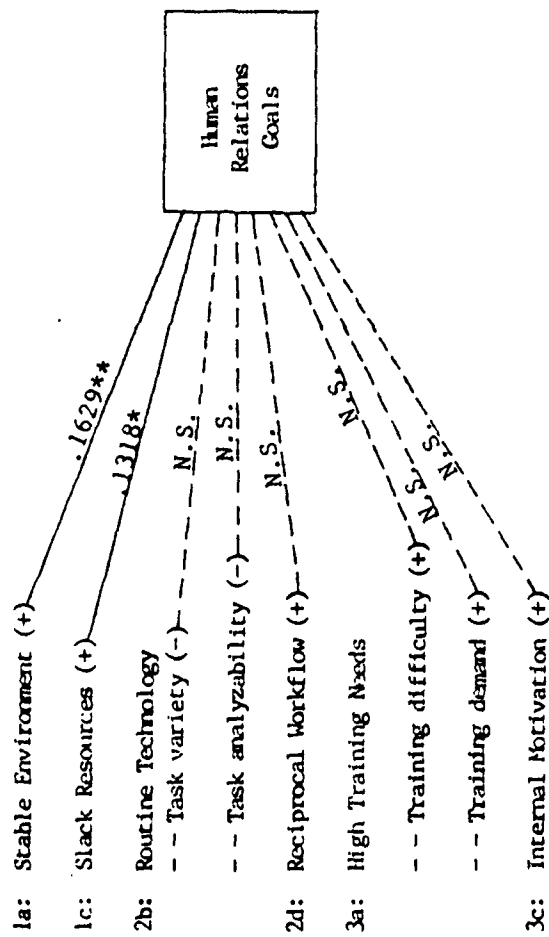 1a: Stable Environment (+)
.1629**
1c: Slack Resources (+)
.1318*
2b: Routine Technology
-- Task variety (-)
N.S.
-- Task analyzability (-)
N.S.
2d: Reciprocal Workflow (+)
N.S.
3a: High Training Needs
-- Training difficulty (+)
N.S.
-- Training demand (+)
N.S.
3c: Internal Motivation (+)
N.S.
Human
Relations
Goals